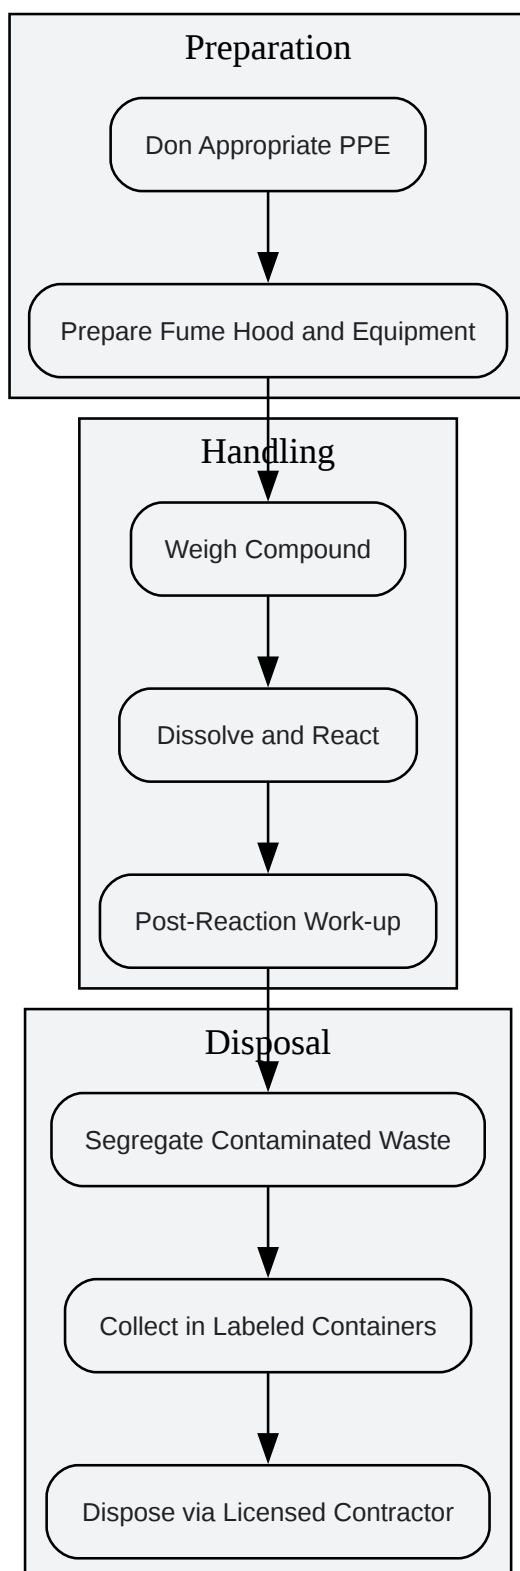 Preparation
Don Appropriate PPE
Prepare Fume Hood and Equipment
Handling
Weigh Compound
Dissolve and React
Post-Reaction Work-up
Disposal
Segregate Contaminated Waste
Collect in Labeled Containers
Dispose via Licensed Contractor